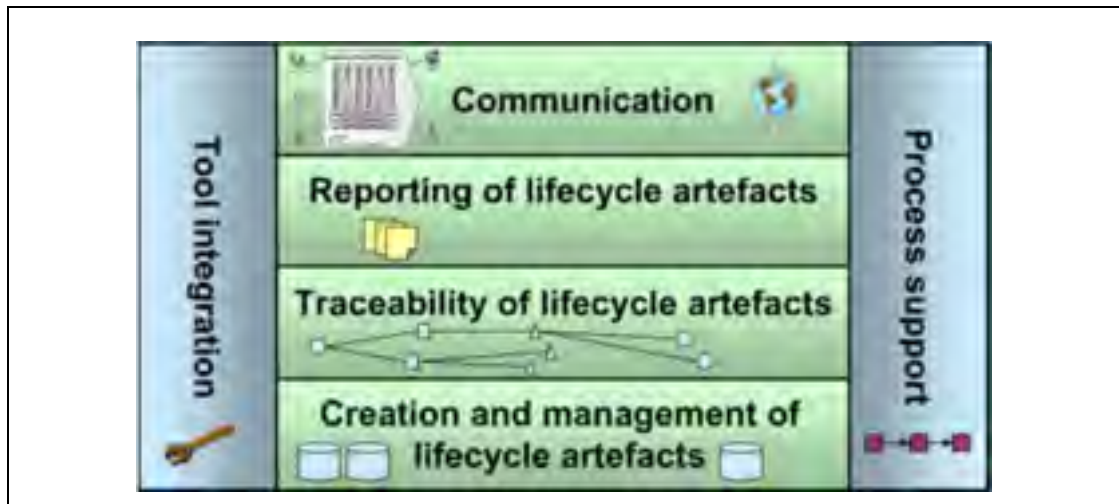 Tool integration
Communication
Reporting of lifecycle artefacts
Traceability of lifecycle artefacts
Creation and management of
lifecycle artefacts
Process support